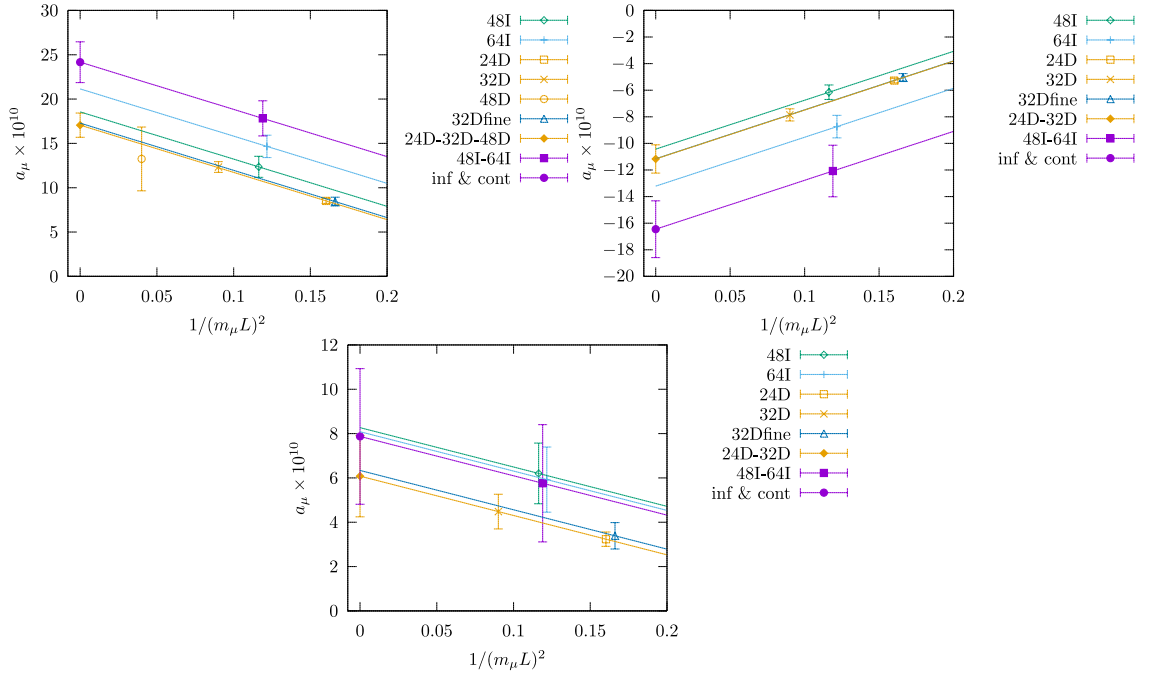 30
25
20
15
10
5
0
a_μ × 10^10
0
0.05
0.1
0.15
0.2
1/(m_μ L)^2
48I
64I
24D
32D
48D
32Dfine
24D-32D-48D
48I-64I
inf & cont
0
−2
−4
−6
−8
−10
−12
−14
−16
−18
−20
a_μ × 10^10
0
0.05
0.1
0.15
0.2
1/(m_μ L)^2
48I
64I
24D
32D
32Dfine
24D-32D
48I-64I
inf & cont
12
10
8
6
4
2
0
a_μ × 10^10
0
0.05
0.1
0.15
0.2
1/(m_μ L)^2
48I
64I
24D
32D
32Dfine
24D-32D
48I-64I
inf & cont